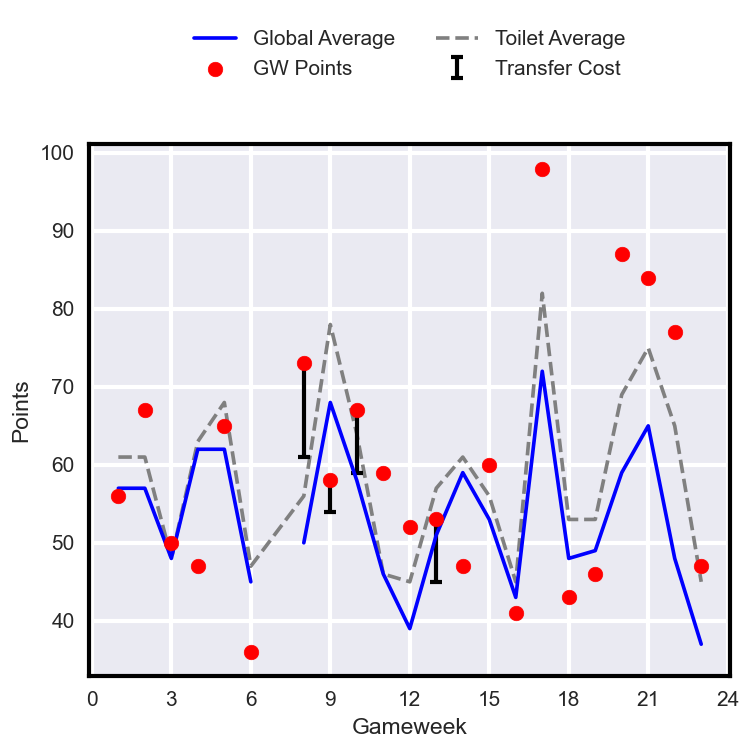 Global Average
Toilet Average
GW Points
Transfer Cost
100
90
80
70
60
50
40
Points
0 3 6 9 12 15 18 21 24
Gameweek